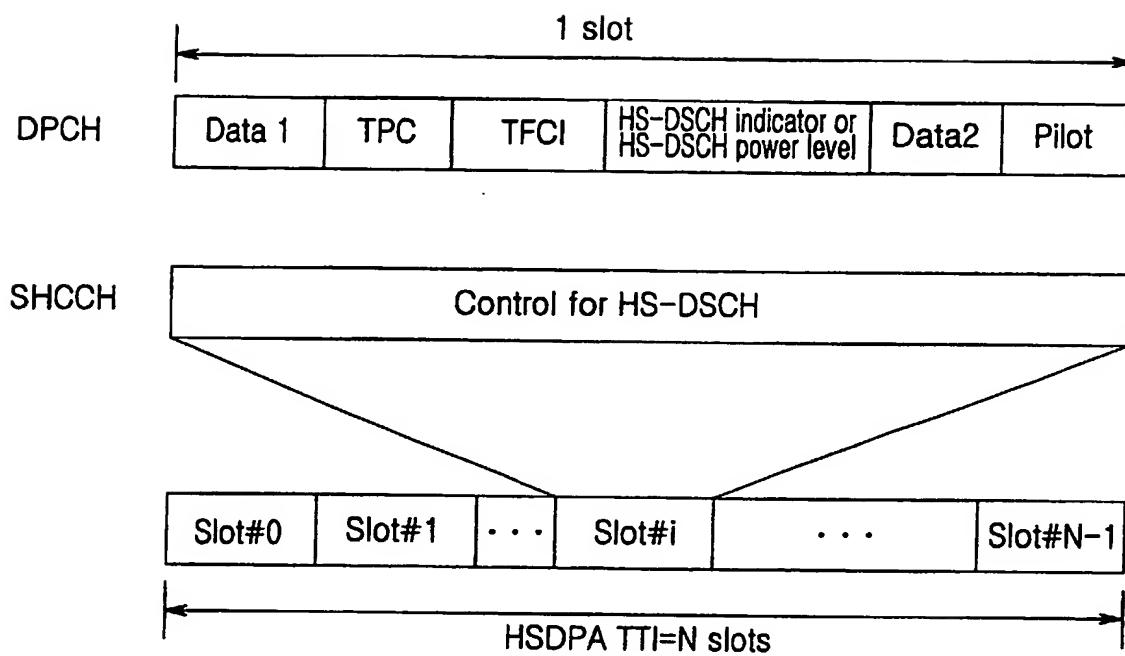 1 slot
DPCH
Data 1
TPC
TFCI
HS-DSCH indicator or
HS-DSCH power level
Data2
Pilot
SHCCH
Control for HS-DSCH
Slot#0
Slot#1
···
Slot#i
···
Slot#N-1
HSDPA TTI=N slots